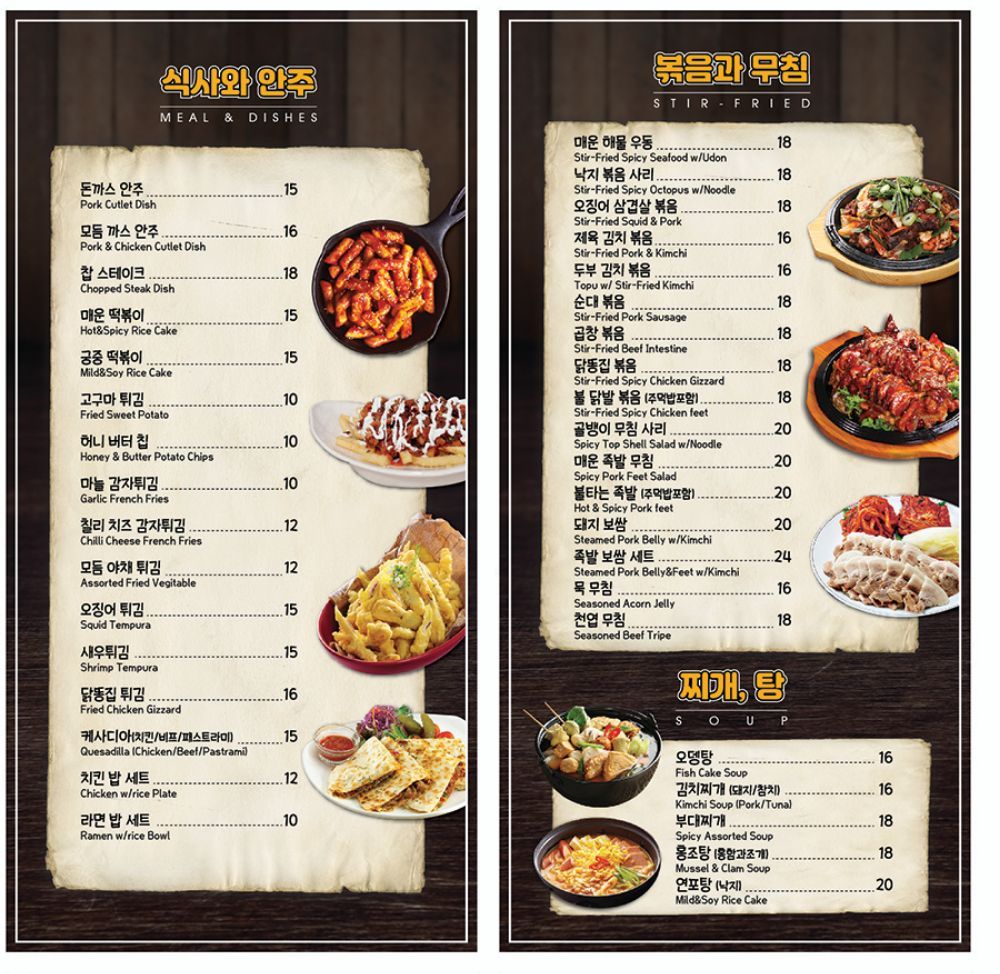 식사와 안주
MEAL & DISHES
돈까스 안주 15
Pork Cutlet Dish
모듬 까스 안주 16
Pork & Chicken Cutlet Dish
찹 스테이크 18
Chopped Steak Dish
매운 떡볶이 15
Hot&Spicy Rice Cake
궁중 떡볶이 15
Mild&Soy Rice Cake
고구마 튀김 10
Fried Sweet Potato
허니 버터 칩 10
Honey & Butter Potato Chips
마늘 감자튀김 10
Garlic French Fries
칠리 치즈 감자튀김 12
Chilli Cheese French Fries
모듬 야채 튀김 12
Assorted Fried Vegitable
오징어 튀김 15
Squid Tempura
새우튀김 15
Shrimp Tempura
닭똥집 튀김 16
Fried Chicken Gizzard
케사디아(치킨/비프/패스트라미) 15
Quesadilla (Chicken/Beef/Pastrami)
치킨 밥 세트 12
Chicken w/rice Plate
라면 밥 세트 10
Ramen w/rice Bowl
볶음과 무침
STIR-FRIED
매운 해물 우동 18
Stir-Fried Spicy Seafood w/Udon
낙지 볶음 사리 18
Stir-Fried Spicy Octopus w/Noodle
오징어 삼겹살 볶음 18
Stir-Fried Squid & Pork
제육 김치 볶음 16
Stir-Fried Pork & Kimchi
두부 김치 볶음 16
Topu w/ Stir-Fried Kimchi
순대 볶음 18
Stir-Fried Pork Sausage
곱창 볶음 18
Stir-Fried Beef Intestine
닭똥집 볶음 18
Stir-Fried Spicy Chicken Gizzard
불 닭발 볶음 (주먹밥포함) 18
Stir-Fried Spicy Chicken feet
골뱅이 무침 사리 20
Spicy Top Shell Salad w/Noodle
매운 족발 무침 20
Spicy Pork Feet Salad
불타는 족발 (주먹밥포함) 20
Hot & Spicy Pork feet
돼지 보쌈 20
Steamed Pork Belly w/Kimchi
족발 보쌈 세트 24
Steamed Pork Belly&Feet w/Kimchi
묵 무침 16
Seasoned Acorn Jelly
천엽 무침 18
Seasoned Beef Tripe
찌개, 탕
SOUP
오뎅탕 16
Fish Cake Soup
김치찌개 (돼지/참치) 16
Kimchi Soup (Pork/Tuna)
부대찌개 18
Spicy Assorted Soup
홍조탕 (홍합과조개) 18
Mussel & Clam Soup
연포탕 (낙지) 20
Mild&Soy Rice Cake